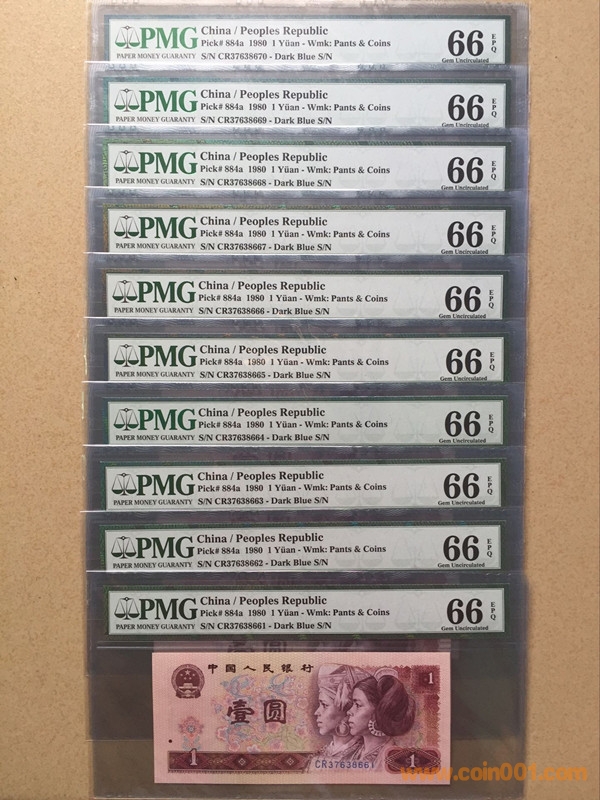 PMG
PAPER MONEY GUARANTY
China / Peoples Republic
Pick# 884a 1980 1 Yüan - Wmk: Pants & Coins
S/N CR37638670 - Dark Blue S/N
66 EPQ
Gem Uncirculated
PMG
PAPER MONEY GUARANTY
China / Peoples Republic
Pick# 884a 1980 1 Yüan - Wmk: Pants & Coins
S/N CR37638669 - Dark Blue S/N
66 EPQ
Gem Uncirculated
PMG
PAPER MONEY GUARANTY
China / Peoples Republic
Pick# 884a 1980 1 Yüan - Wmk: Pants & Coins
S/N CR37638668 - Dark Blue S/N
66 EPQ
Gem Uncirculated
PMG
PAPER MONEY GUARANTY
China / Peoples Republic
Pick# 884a 1980 1 Yüan - Wmk: Pants & Coins
S/N CR37638667 - Dark Blue S/N
66 EPQ
Gem Uncirculated
PMG
PAPER MONEY GUARANTY
China / Peoples Republic
Pick# 884a 1980 1 Yüan - Wmk: Pants & Coins
S/N CR37638666 - Dark Blue S/N
66 EPQ
Gem Uncirculated
PMG
PAPER MONEY GUARANTY
China / Peoples Republic
Pick# 884a 1980 1 Yüan - Wmk: Pants & Coins
S/N CR37638665 - Dark Blue S/N
66 EPQ
Gem Uncirculated
PMG
PAPER MONEY GUARANTY
China / Peoples Republic
Pick# 884a 1980 1 Yüan - Wmk: Pants & Coins
S/N CR37638664 - Dark Blue S/N
66 EPQ
Gem Uncirculated
PMG
PAPER MONEY GUARANTY
China / Peoples Republic
Pick# 884a 1980 1 Yüan - Wmk: Pants & Coins
S/N CR37638663 - Dark Blue S/N
66 EPQ
Gem Uncirculated
PMG
PAPER MONEY GUARANTY
China / Peoples Republic
Pick# 884a 1980 1 Yüan - Wmk: Pants & Coins
S/N CR37638662 - Dark Blue S/N
66 EPQ
Gem Uncirculated
PMG
PAPER MONEY GUARANTY
China / Peoples Republic
Pick# 884a 1980 1 Yüan - Wmk: Pants & Coins
S/N CR37638661 - Dark Blue S/N
66 EPQ
Gem Uncirculated
中国人民银行
1
壹圆
1
CR37638661
1
www.coin001.com